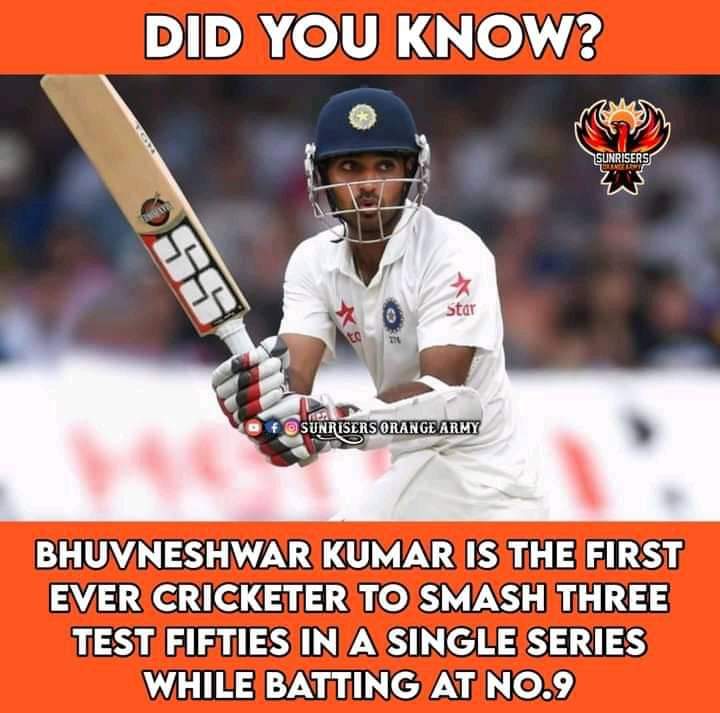 DID YOU KNOW?
SUNRISERS
ORANGE ARMY
SS
Star
276
SUNRISERS ORANGE ARMY
BHUVNESHWAR KUMAR IS THE FIRST
EVER CRICKETER TO SMASH THREE
TEST FIFTIES IN A SINGLE SERIES
WHILE BATTING AT NO.9